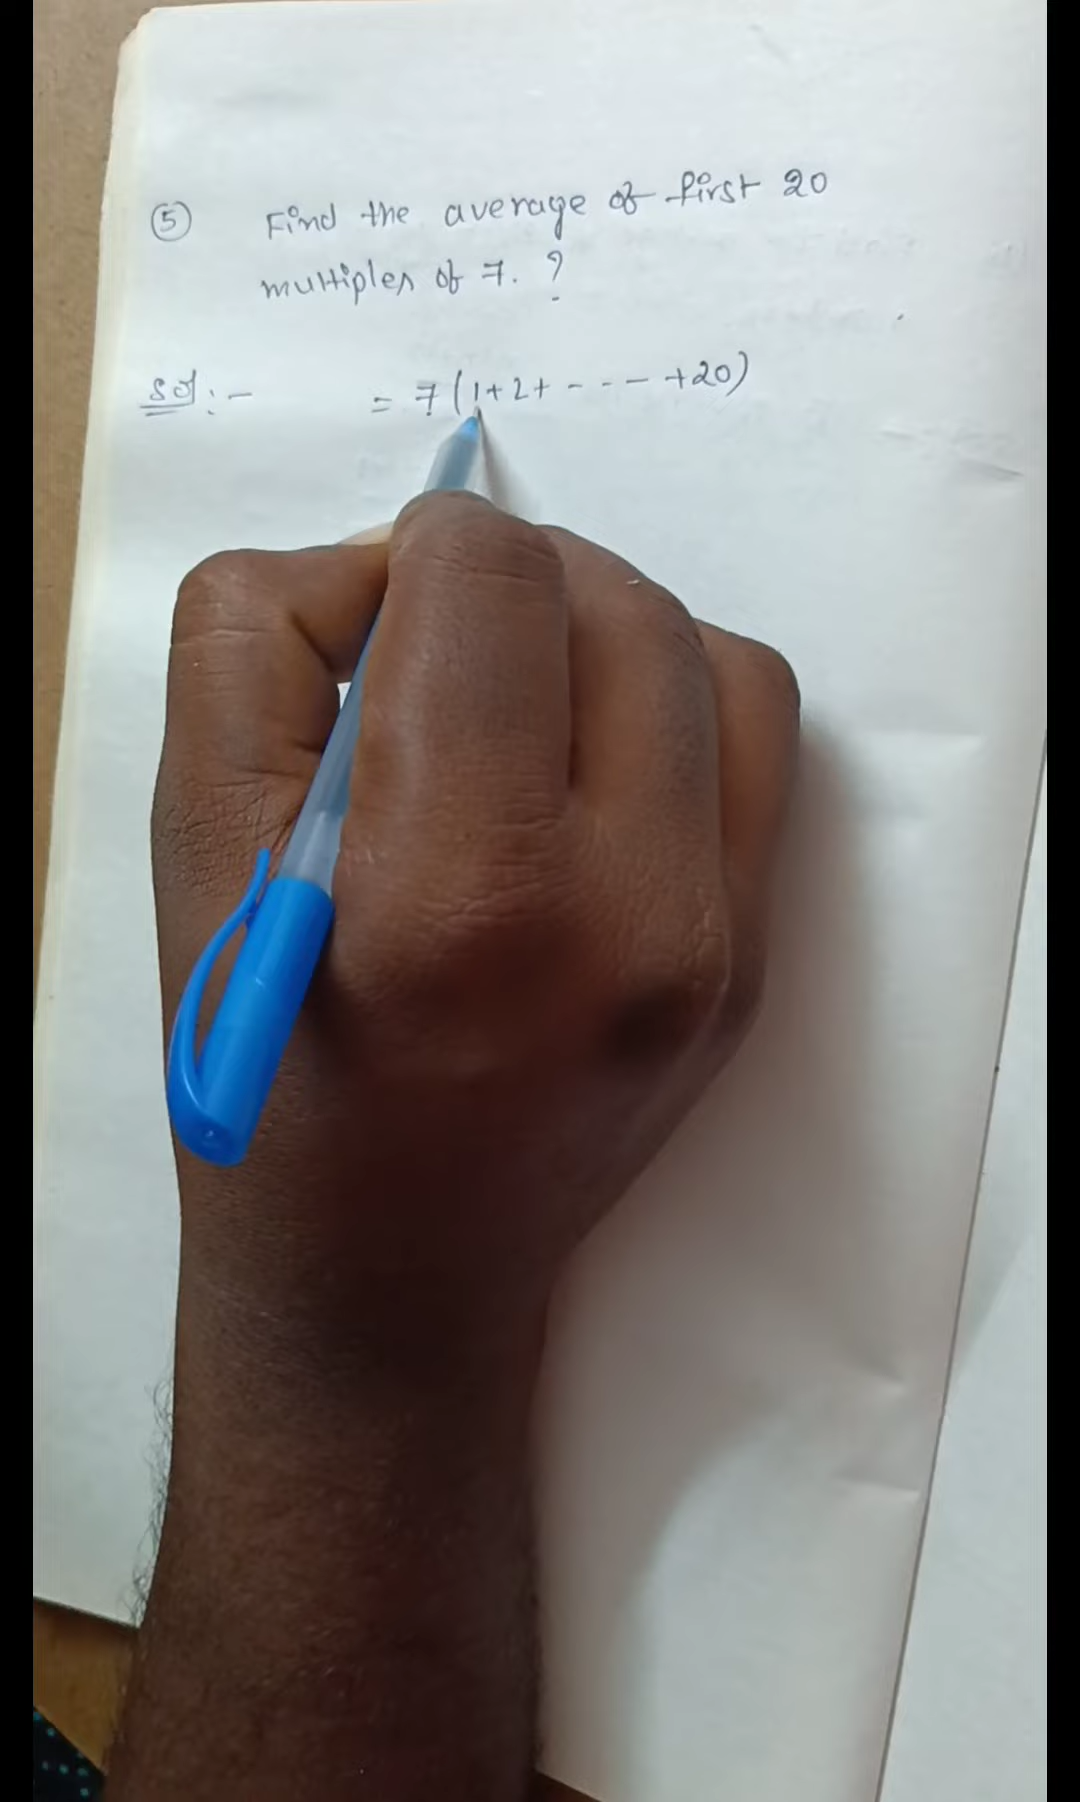 ⑤ Find the average of first 20
multiples of 7. ?
Sol:- = 7(1+2+ - - - - +20)